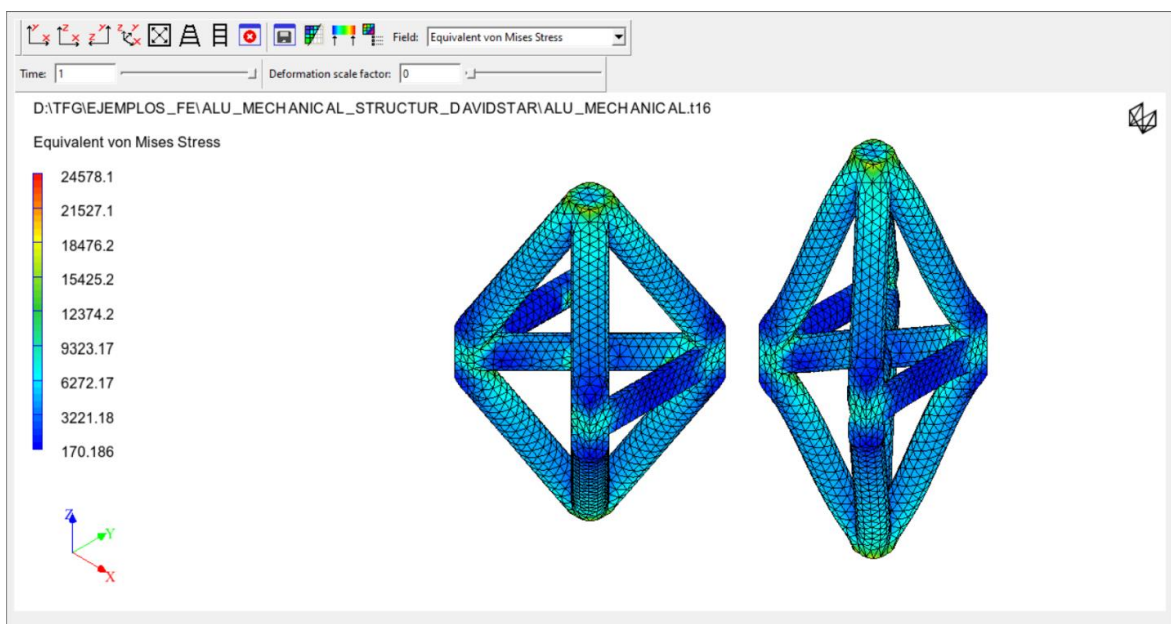 Field: Equivalent von Mises Stress
Time: 1 Deformation scale factor: 0
D:\TFG\EJEMPLOS_FE\ALU_MECHANICAL_STRUCTUR_DAVIDSTAR\ALU_MECHANICAL.t16
Equivalent von Mises Stress
24578.1
21527.1
18476.2
15425.2
12374.2
9323.17
6272.17
3221.18
170.186
Z
Y
X